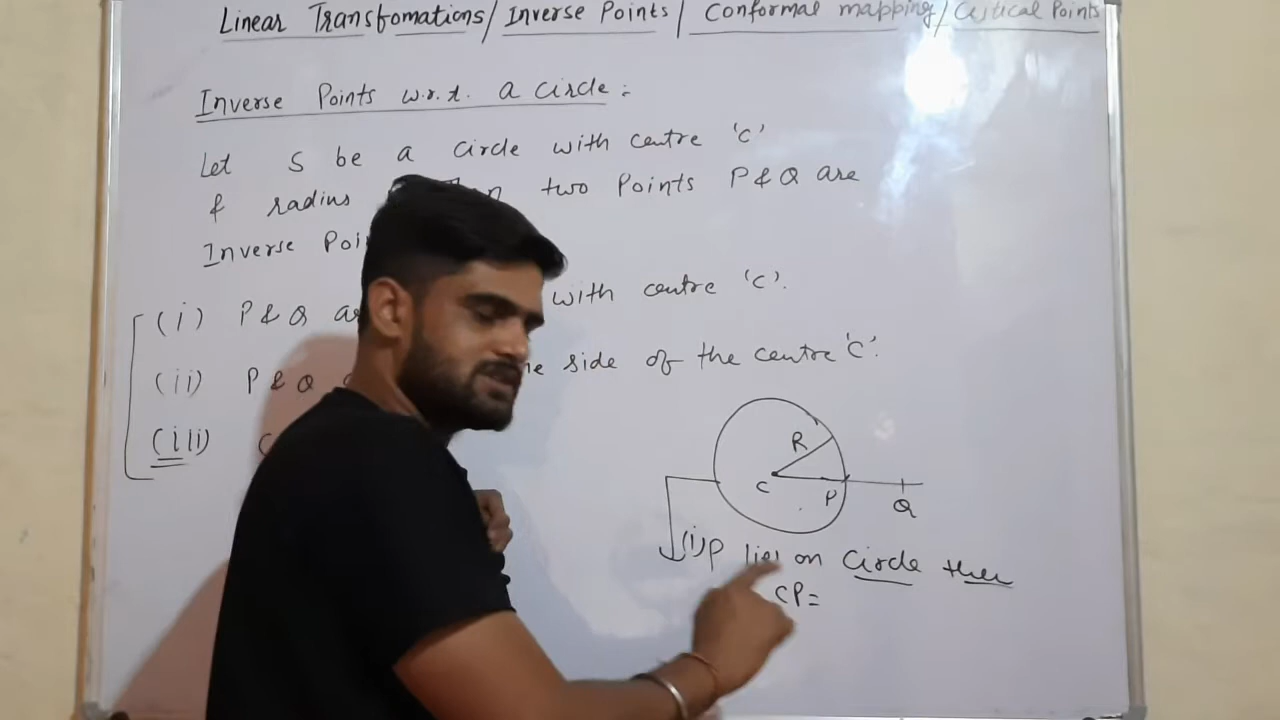 Linear Transfomations / Inverse Points / Conformal mapping / Critical Points
Inverse Points w.r.t. a circle :
Let S be a circle with centre 'c'
& radius two Points P & Q are
Inverse
(i) P & Q with centre 'c'.
(ii) P & Q side of the centre 'c'.
(iii)
R
C
P
Q
(i) P lies on Circle then
CP=